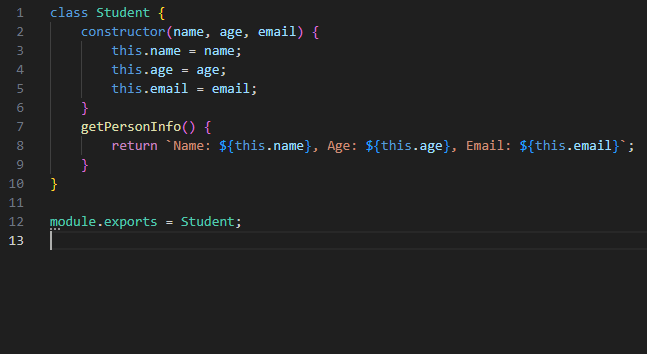 1 class Student {
2     constructor(name, age, email) {
3         this.name = name;
4         this.age = age;
5         this.email = email;
6     }
7     getPersonInfo() {
8         return `Name: ${this.name}, Age: ${this.age}, Email: ${this.email}`;
9     }
10 }
11
12 module.exports = Student;
13